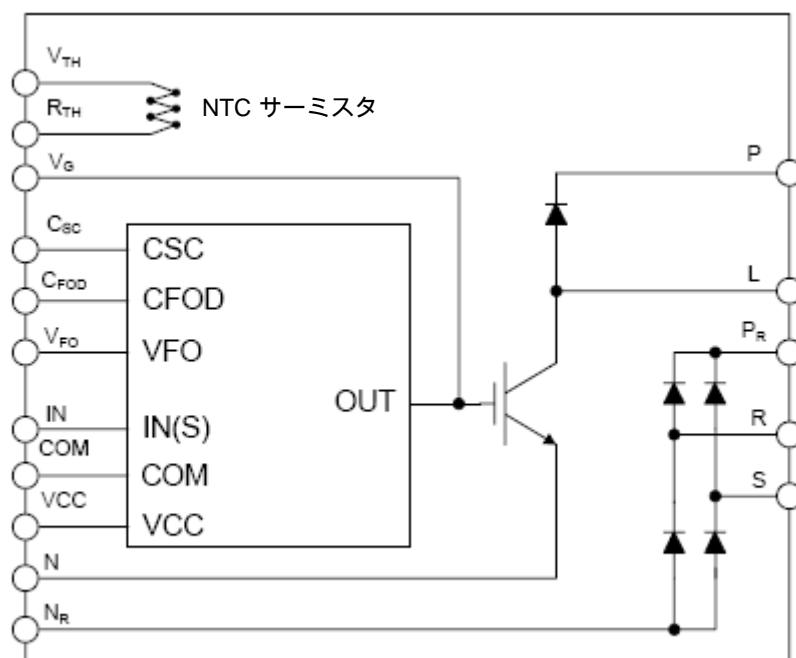 VTH
RTH
NTC サーミスタ
VG
P
CSC
CSC
CFOD
CFOD
L
VFO
VFO
PR
OUT
IN
IN(S)
R
COM
COM
S
VCC
VCC
N
NR